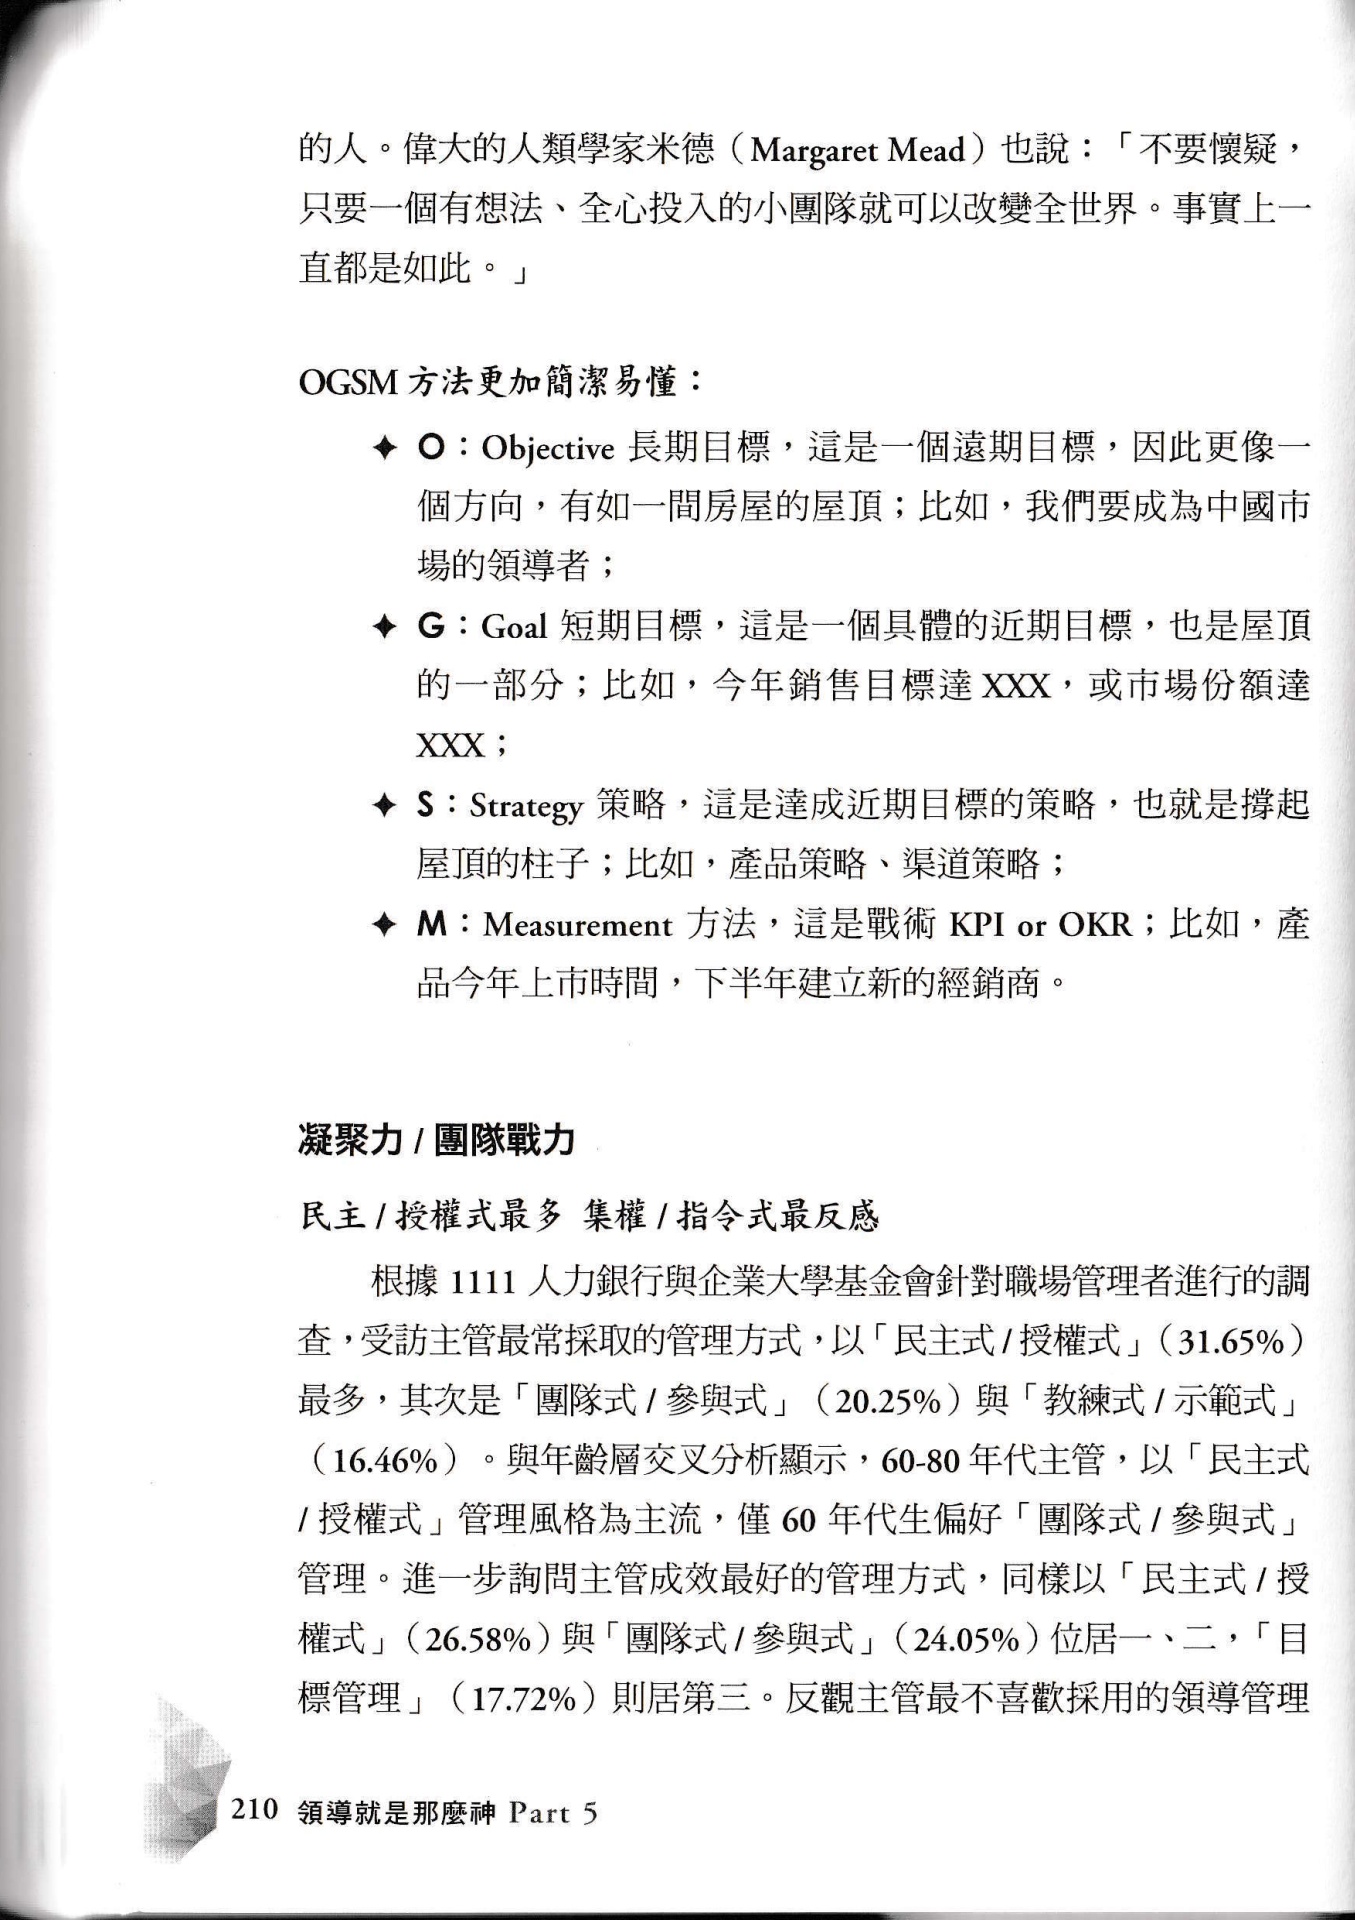 的人。偉大的人類學家米德（Margaret Mead）也說：「不要懷疑，
只要一個有想法、全心投入的小團隊就可以改變全世界。事實上一
直都是如此。」
OGSM 方法更加簡潔易懂：
✦ O：Objective 長期目標，這是一個遠期目標，因此更像一
個方向，有如一間房屋的屋頂；比如，我們要成為中國市
場的領導者；
✦ G：Goal 短期目標，這是一個具體的近期目標，也是屋頂
的一部分；比如，今年銷售目標達 XXX，或市場份額達
XXX；
✦ S：Strategy 策略，這是達成近期目標的策略，也就是撐起
屋頂的柱子；比如，產品策略、渠道策略；
✦ M：Measurement 方法，這是戰術 KPI or OKR；比如，產
品今年上市時間，下半年建立新的經銷商。
凝聚力 / 團隊戰力
民主 / 授權式最多 集權 / 指令式最反感
根據 1111 人力銀行與企業大學基金會針對職場管理者進行的調
查，受訪主管最常採取的管理方式，以「民主式 / 授權式」（31.65%）
最多，其次是「團隊式 / 參與式」（20.25%）與「教練式 / 示範式」
（16.46%）。與年齡層交叉分析顯示，60-80 年代主管，以「民主式
/ 授權式」管理風格為主流，僅 60 年代生偏好「團隊式 / 參與式」
管理。進一步詢問主管成效最好的管理方式，同樣以「民主式 / 授
權式」（26.58%）與「團隊式 / 參與式」（24.05%）位居一、二，「目
標管理」（17.72%）則居第三。反觀主管最不喜歡採用的領導管理
210 領導就是那麼神 Part 5